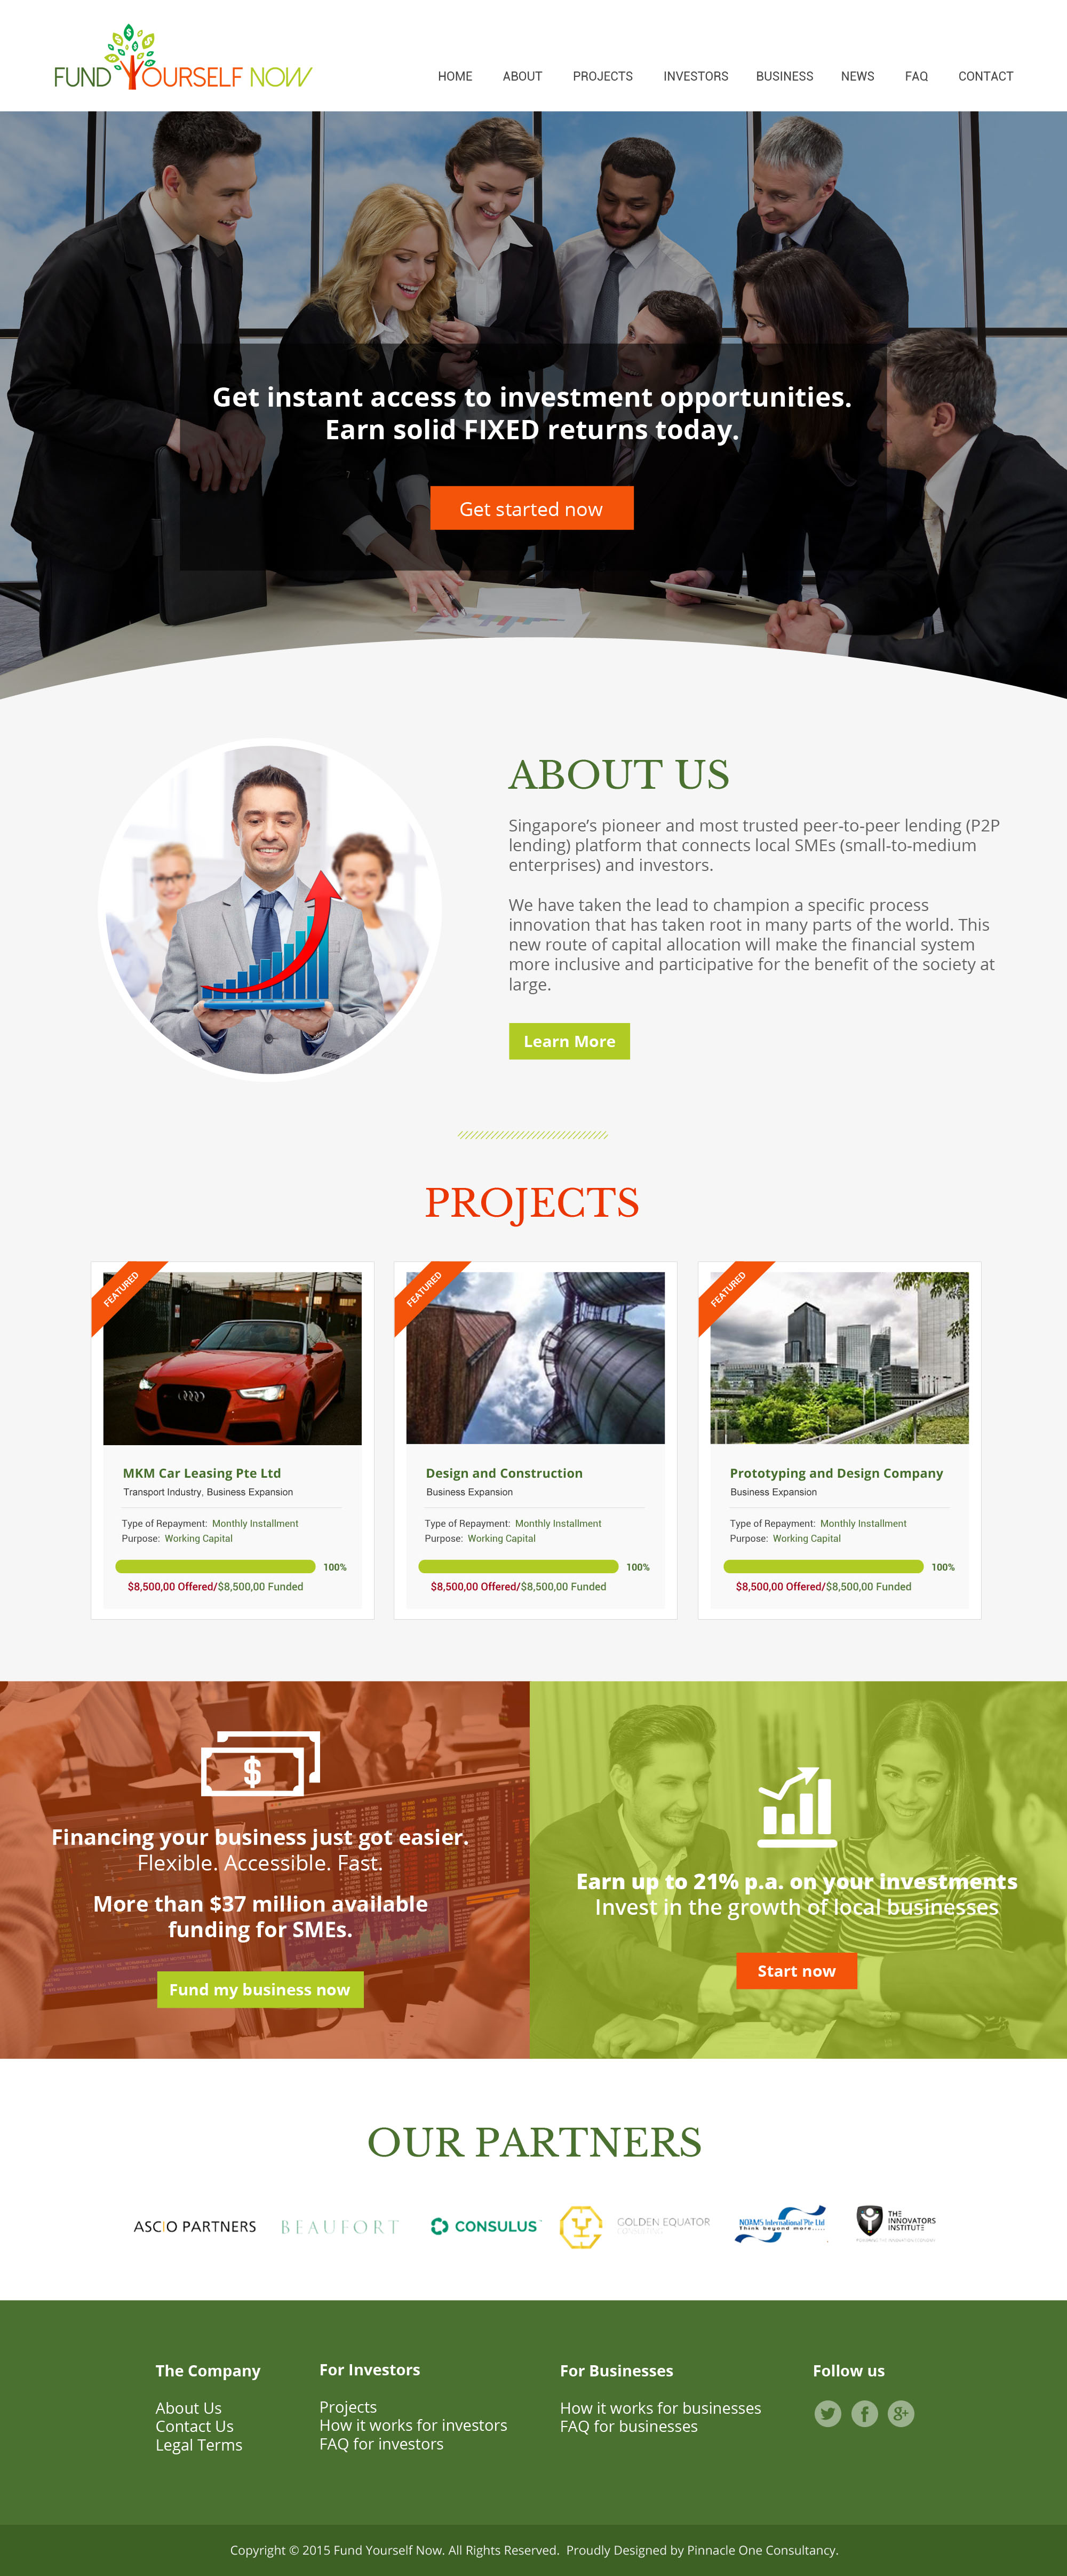 FUND YOURSELF NOW
HOME ABOUT PROJECTS INVESTORS BUSINESS NEWS FAQ CONTACT
Get instant access to investment opportunities.
Earn solid FIXED returns today.
Get started now
ABOUT US
Singapore's pioneer and most trusted peer-to-peer lending (P2P
lending) platform that connects local SMEs (small-to-medium
enterprises) and investors.
We have taken the lead to champion a specific process
innovation that has taken root in many parts of the world. This
new route of capital allocation will make the financial system
more inclusive and participative for the benefit of the society at
large.
Learn More
PROJECTS
FEATURED
MKM Car Leasing Pte Ltd
Transport Industry, Business Expansion
Type of Repayment: Monthly Installment
Purpose: Working Capital
100%
$8,500,00 Offered/$8,500,00 Funded
FEATURED
Design and Construction
Business Expansion
Type of Repayment: Monthly Installment
Purpose: Working Capital
100%
$8,500,00 Offered/$8,500,00 Funded
FEATURED
Prototyping and Design Company
Business Expansion
Type of Repayment: Monthly Installment
Purpose: Working Capital
100%
$8,500,00 Offered/$8,500,00 Funded
$
Financing your business just got easier.
Flexible. Accessible. Fast.
More than $37 million available
funding for SMEs.
Fund my business now
Earn up to 21% p.a. on your investments
Invest in the growth of local businesses
Start now
OUR PARTNERS
ASCIO PARTNERS
BEAUFORT
CONSULUS
GOLDEN EQUATOR
NOAM'S International Pte Ltd
Think beyond more.....
THE
INNOVATORS
INSTITUTE
The Company
About Us
Contact Us
Legal Terms
For Investors
Projects
How it works for investors
FAQ for investors
For Businesses
How it works for businesses
FAQ for businesses
Follow us
Copyright © 2015 Fund Yourself Now. All Rights Reserved. Proudly Designed by Pinnacle One Consultancy.